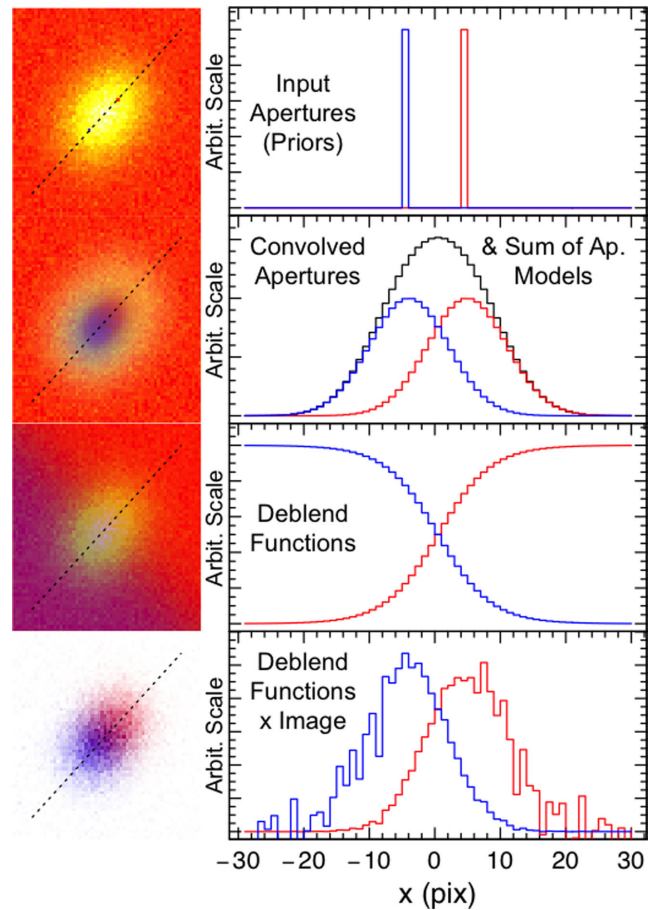 Arbit. Scale
Input
Apertures
(Priors)
Arbit. Scale
Convolved
Apertures
& Sum of Ap.
Models
Arbit. Scale
Deblend
Functions
Arbit. Scale
Deblend
Functions
x Image
−30 −20 −10 0 10 20 30
x (pix)